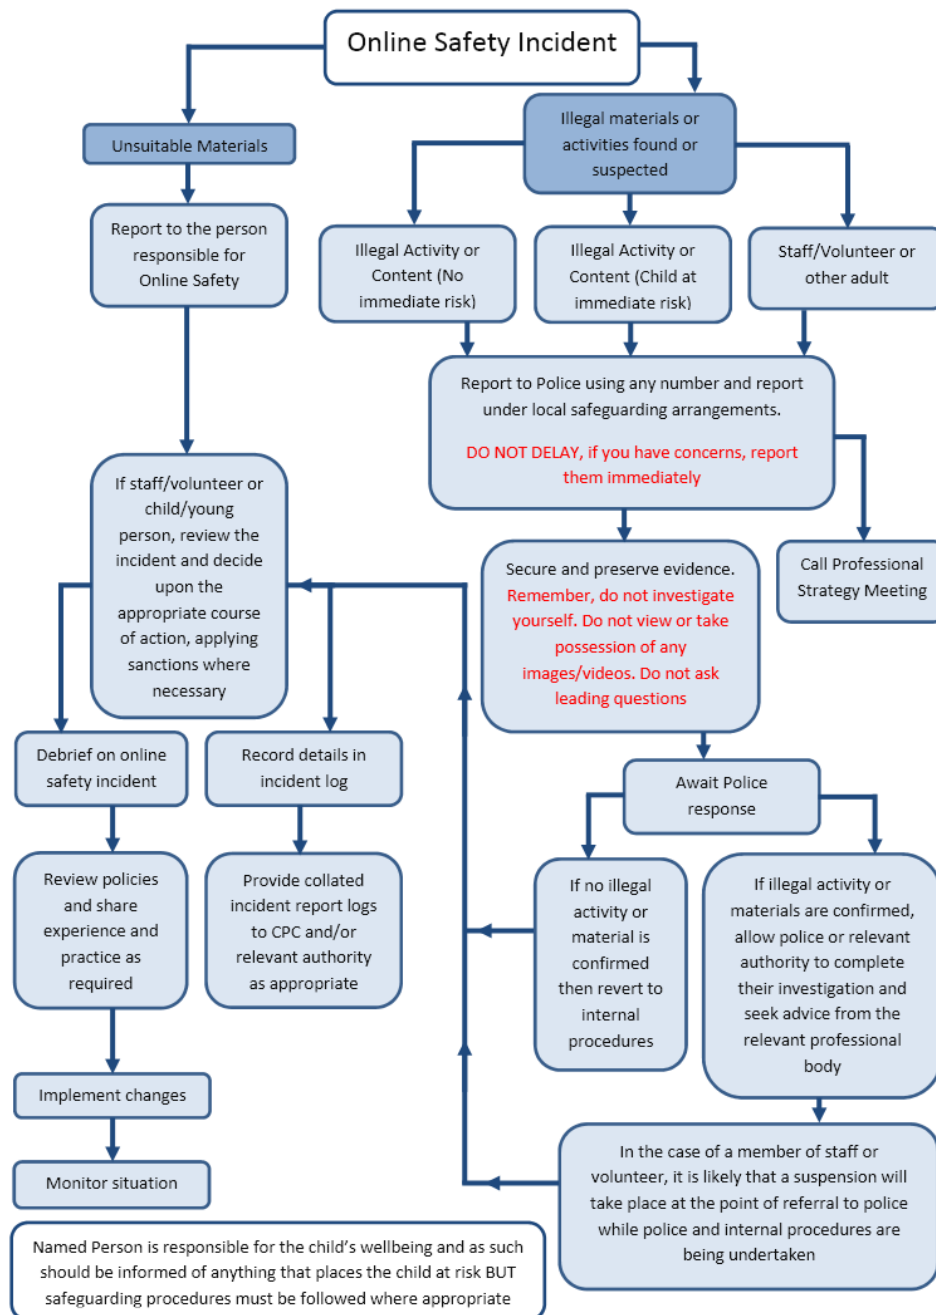 Online Safety Incident
Unsuitable Materials
Illegal materials or
activities found or
suspected
Report to the person
responsible for
Online Safety
Illegal Activity or
Content (No
immediate risk)
Illegal Activity or
Content (Child at
immediate risk)
Staff/Volunteer or
other adult
Report to Police using any number and report
under local safeguarding arrangements.
DO NOT DELAY, if you have concerns, report
them immediately
If staff/volunteer or
child/young
person, review the
incident and decide
upon the
appropriate course
of action, applying
sanctions where
necessary
Secure and preserve evidence.
Remember, do not investigate
yourself. Do not view or take
possession of any
images/videos. Do not ask
leading questions
Call Professional
Strategy Meeting
Debrief on online
safety incident
Record details in
incident log
Await Police
response
Review policies
and share
experience and
practice as
required
Provide collated
incident report logs
to CPC and/or
relevant authority
as appropriate
If no illegal
activity or
material is
confirmed
then revert to
internal
procedures
If illegal activity or
materials are confirmed,
allow police or relevant
authority to complete
their investigation and
seek advice from the
relevant professional
body
Implement changes
Monitor situation
In the case of a member of staff or
volunteer, it is likely that a suspension will
take place at the point of referral to police
while police and internal procedures are
being undertaken
Named Person is responsible for the child’s wellbeing and as such
should be informed of anything that places the child at risk BUT
safeguarding procedures must be followed where appropriate